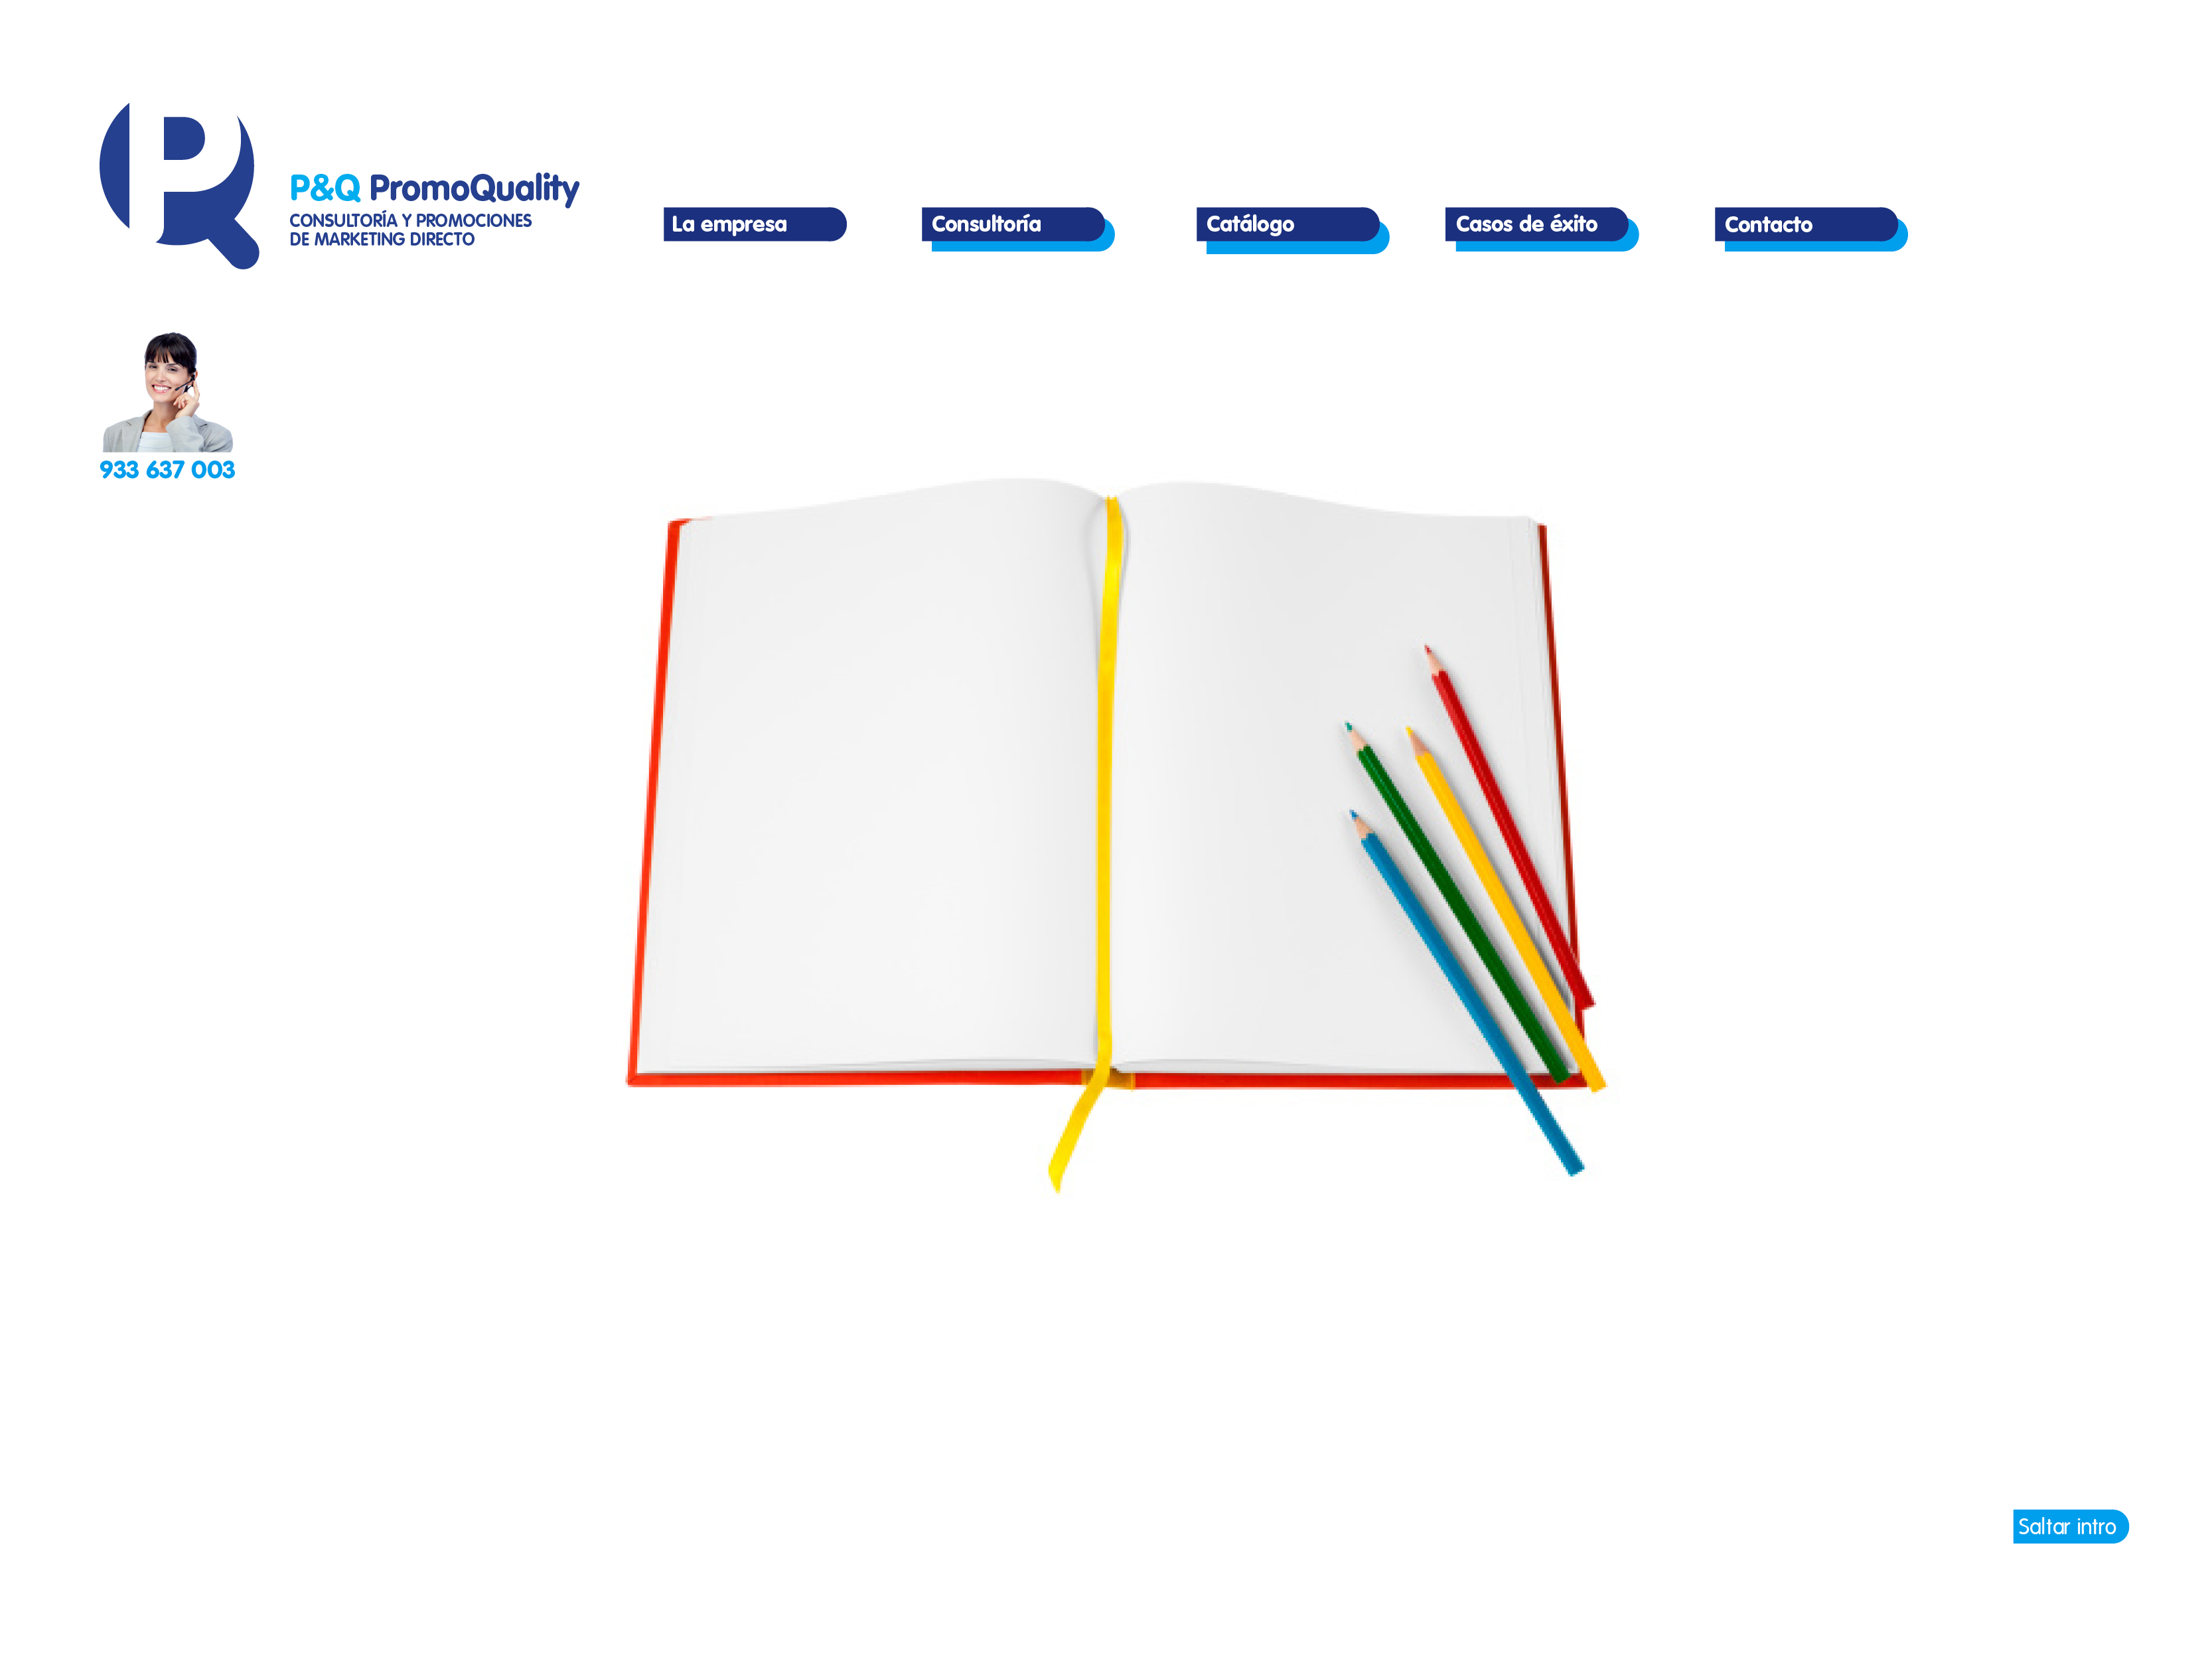 P&Q PromoQuality
CONSULTORÍA Y PROMOCIONES
DE MARKETING DIRECTO
La empresa
Consultoría
Catálogo
Casos de éxito
Contacto
933 637 003
Saltar intro